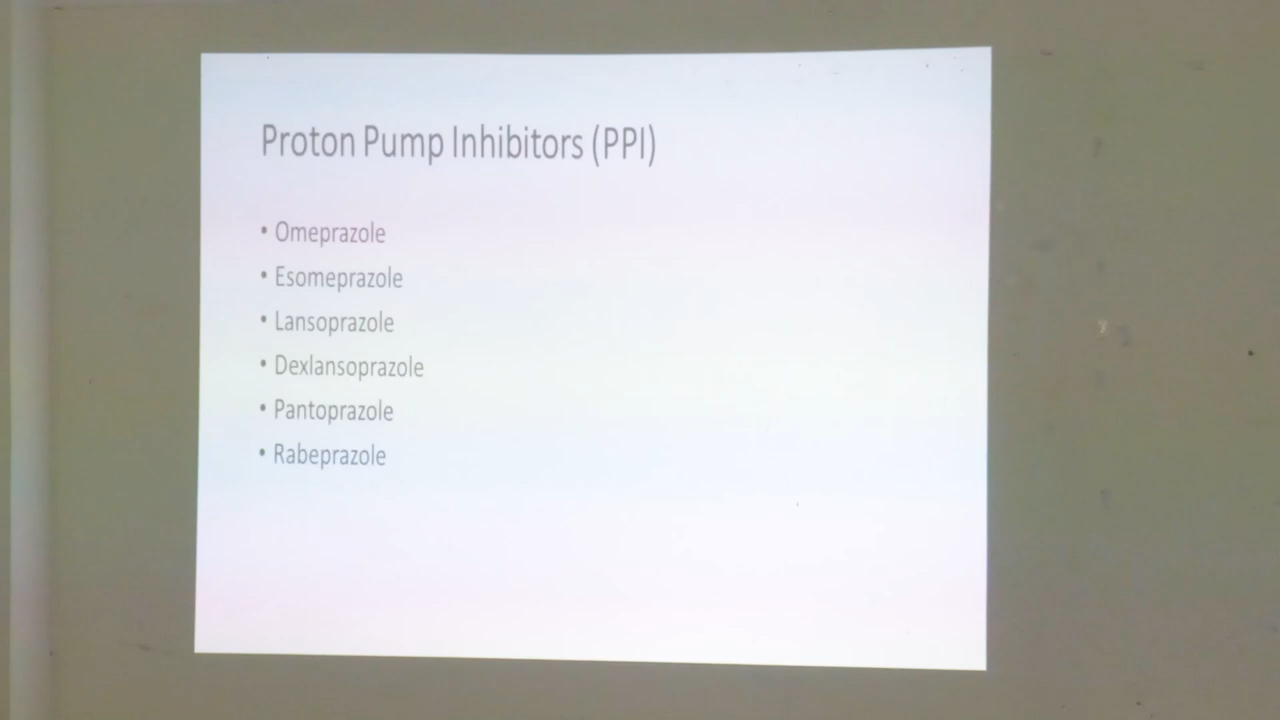 Proton Pump Inhibitors (PPI)
• Omeprazole
• Esomeprazole
• Lansoprazole
• Dexlansoprazole
• Pantoprazole
• Rabeprazole